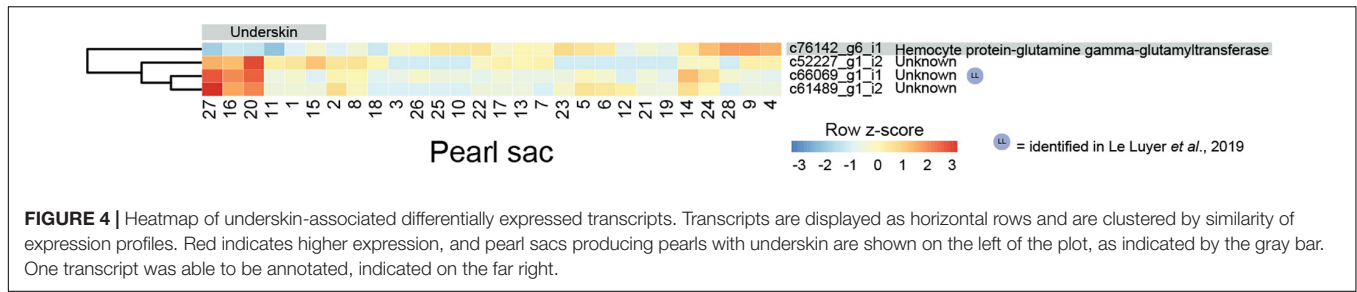 Underskin
c76142_g6_i1 Hemocyte protein-glutamine gamma-glutamyltransferase
c52227_g1_i2 Unknown
c66069_g1_i1 Unknown LL
c61489_g1_i2 Unknown
27 16 20 11 1 15 2 8 18 3 26 25 10 22 17 13 7 23 5 6 12 21 19 14 24 28 9 4
Pearl sac
Row z-score
-3 -2 -1 0 1 2 3
LL = identified in Le Luyer et al., 2019
FIGURE 4 | Heatmap of underskin-associated differentially expressed transcripts. Transcripts are displayed as horizontal rows and are clustered by similarity of
expression profiles. Red indicates higher expression, and pearl sacs producing pearls with underskin are shown on the left of the plot, as indicated by the gray bar.
One transcript was able to be annotated, indicated on the far right.